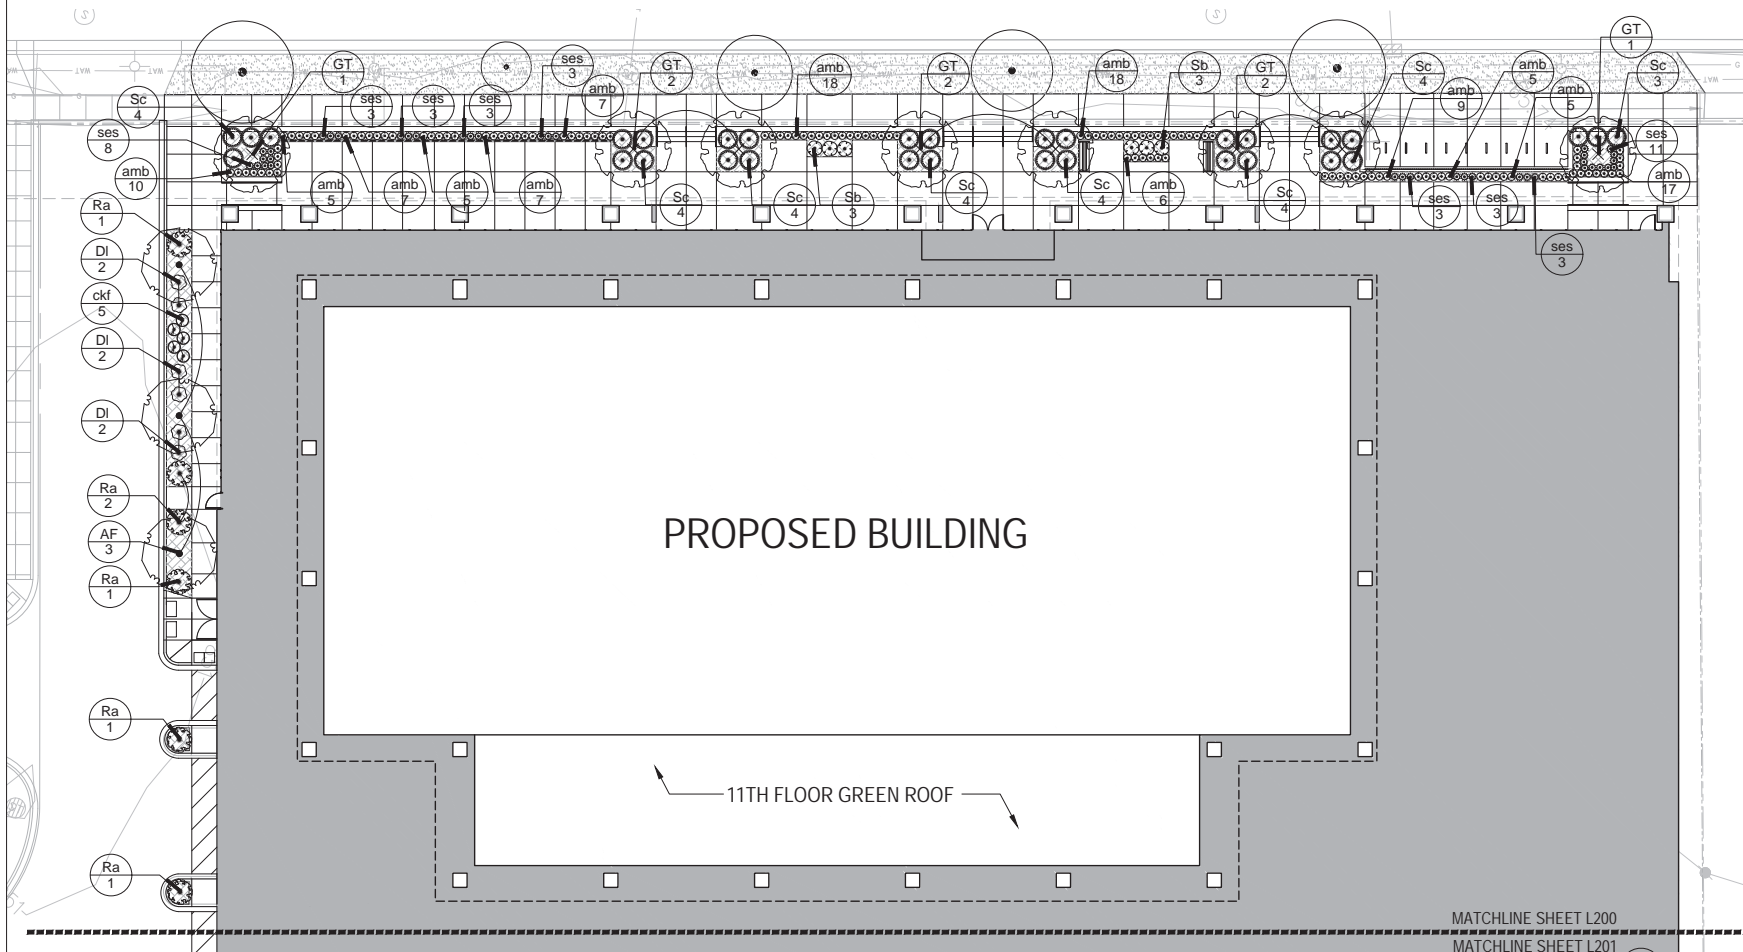 GT
1
Sc
4
ses
3
ses
3
ses
3
ses
3
amb
7
GT
2
amb
18
GT
2
amb
18
Sb
3
GT
2
Sc
4
amb
9
amb
5
amb
5
GT
1
Sc
3
ses
8
amb
10
ses
11
amb
17
amb
5
amb
7
amb
5
amb
7
Sc
4
Sc
4
Sb
3
Sc
4
Sc
4
amb
6
Sc
4
ses
3
ses
3
ses
3
Ra
1
Dl
2
ckf
5
Dl
2
Dl
2
Ra
2
AF
3
Ra
1
Ra
1
Ra
1
PROPOSED BUILDING
11TH FLOOR GREEN ROOF
MATCHLINE SHEET L200
MATCHLINE SHEET L201